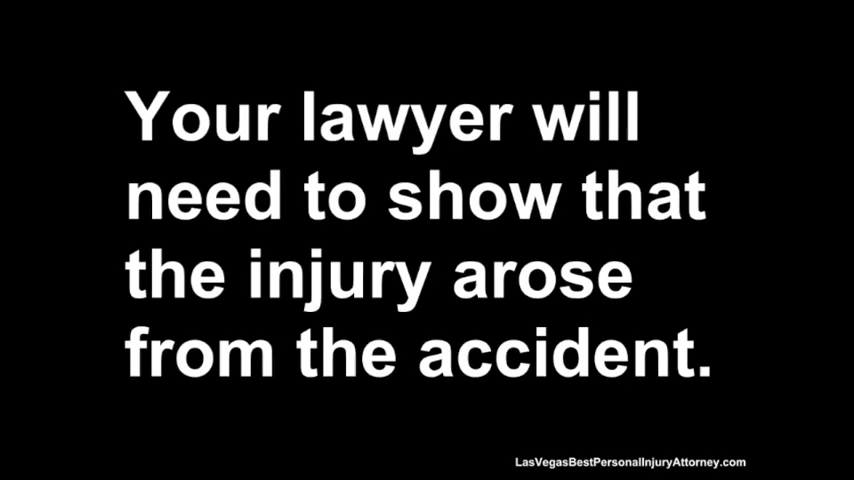 Your lawyer will
need to show that
the injury arose
from the accident.
LasVegasBestPersonalInjuryAttorney.com